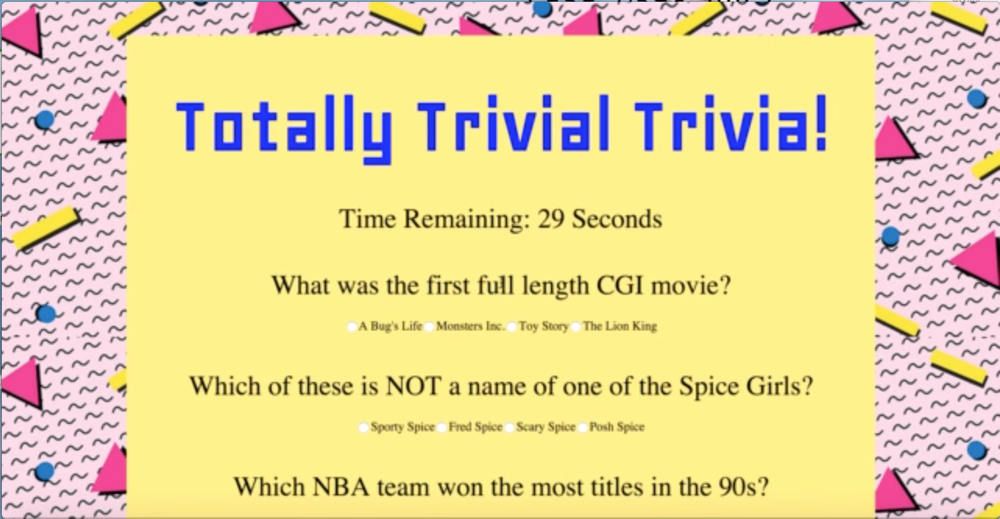 Totally Trivial Trivia!
Time Remaining: 29 Seconds
What was the first full length CGI movie?
A Bug's Life Monsters Inc. Toy Story The Lion King
Which of these is NOT a name of one of the Spice Girls?
Sporty Spice Fred Spice Scary Spice Posh Spice
Which NBA team won the most titles in the 90s?